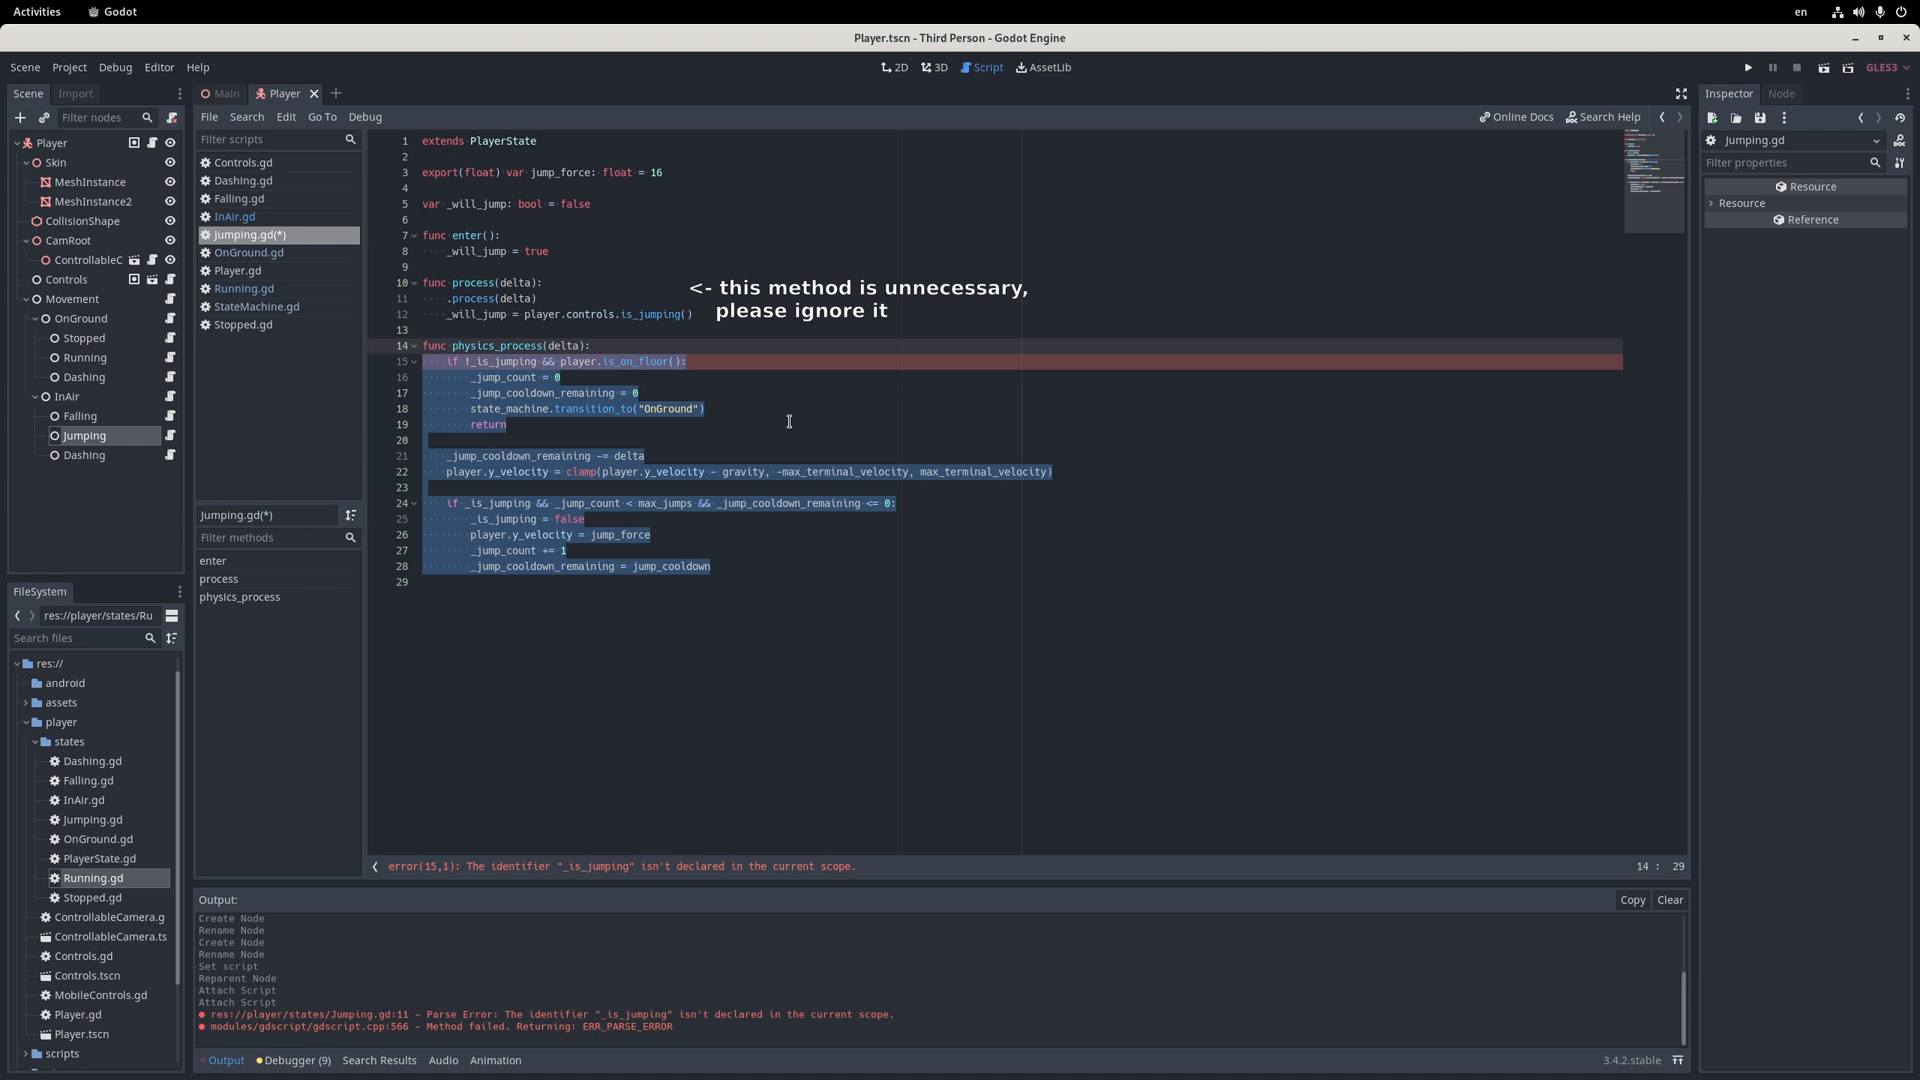 Activities
Godot
en
Player.tscn - Third Person - Godot Engine
Scene Project Debug Editor Help
2D 3D Script AssetLib
GLES3
Scene Import
Filter nodes
Player
Skin
MeshInstance
MeshInstance2
CollisionShape
CamRoot
ControllableC
Controls
Movement
OnGround
Stopped
Running
Dashing
InAir
Falling
Jumping
Dashing
FileSystem
res://player/states/Ru
Search files
res://
android
assets
player
states
Dashing.gd
Falling.gd
InAir.gd
Jumping.gd
OnGround.gd
PlayerState.gd
Running.gd
Stopped.gd
ControllableCamera.g
ControllableCamera.ts
Controls.gd
Controls.tscn
MobileControls.gd
Player.gd
Player.tscn
scripts
Main Player
File Search Edit Go To Debug
Online Docs Search Help
Filter scripts
Controls.gd
Dashing.gd
Falling.gd
InAir.gd
Jumping.gd(*)
OnGround.gd
Player.gd
Running.gd
StateMachine.gd
Stopped.gd
Jumping.gd(*)
Filter methods
enter
process
physics_process
1 extends PlayerState
2
3 export(float) var jump_force: float = 16
4
5 var _will_jump: bool = false
6
7 func enter():
8 _will_jump = true
9
10 func process(delta):
11 .process(delta)
12 _will_jump = player.controls.is_jumping()
13
14 func physics_process(delta):
15 if !_is_jumping && player.is_on_floor():
16 _jump_count = 0
17 _jump_cooldown_remaining = 0
18 state_machine.transition_to("OnGround")
19 return
20
21 _jump_cooldown_remaining -= delta
22 player.y_velocity = clamp(player.y_velocity - gravity, -max_terminal_velocity, max_terminal_velocity)
23
24 if _is_jumping && _jump_count < max_jumps && _jump_cooldown_remaining <= 0:
25 _is_jumping = false
26 player.y_velocity = jump_force
27 _jump_count += 1
28 _jump_cooldown_remaining = jump_cooldown
29
<- this method is unnecessary,
please ignore it
error(15,1): The identifier "_is_jumping" isn't declared in the current scope.
14 : 29
Output:
Copy Clear
Create Node
Rename Node
Create Node
Rename Node
Set script
Reparent Node
Attach Script
Attach Script
res://player/states/Jumping.gd:11 - Parse Error: The identifier "_is_jumping" isn't declared in the current scope.
modules/gdscript/gdscript.cpp:566 - Method failed. Returning: ERR_PARSE_ERROR
Output Debugger (9) Search Results Audio Animation
3.4.2.stable
Inspector Node
Jumping.gd
Filter properties
Resource
Resource
Reference